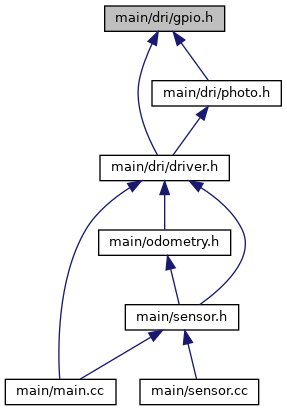 main/dri/gpio.h
main/dri/photo.h
main/dri/driver.h
main/odometry.h
main/sensor.h
main/main.cc
main/sensor.cc